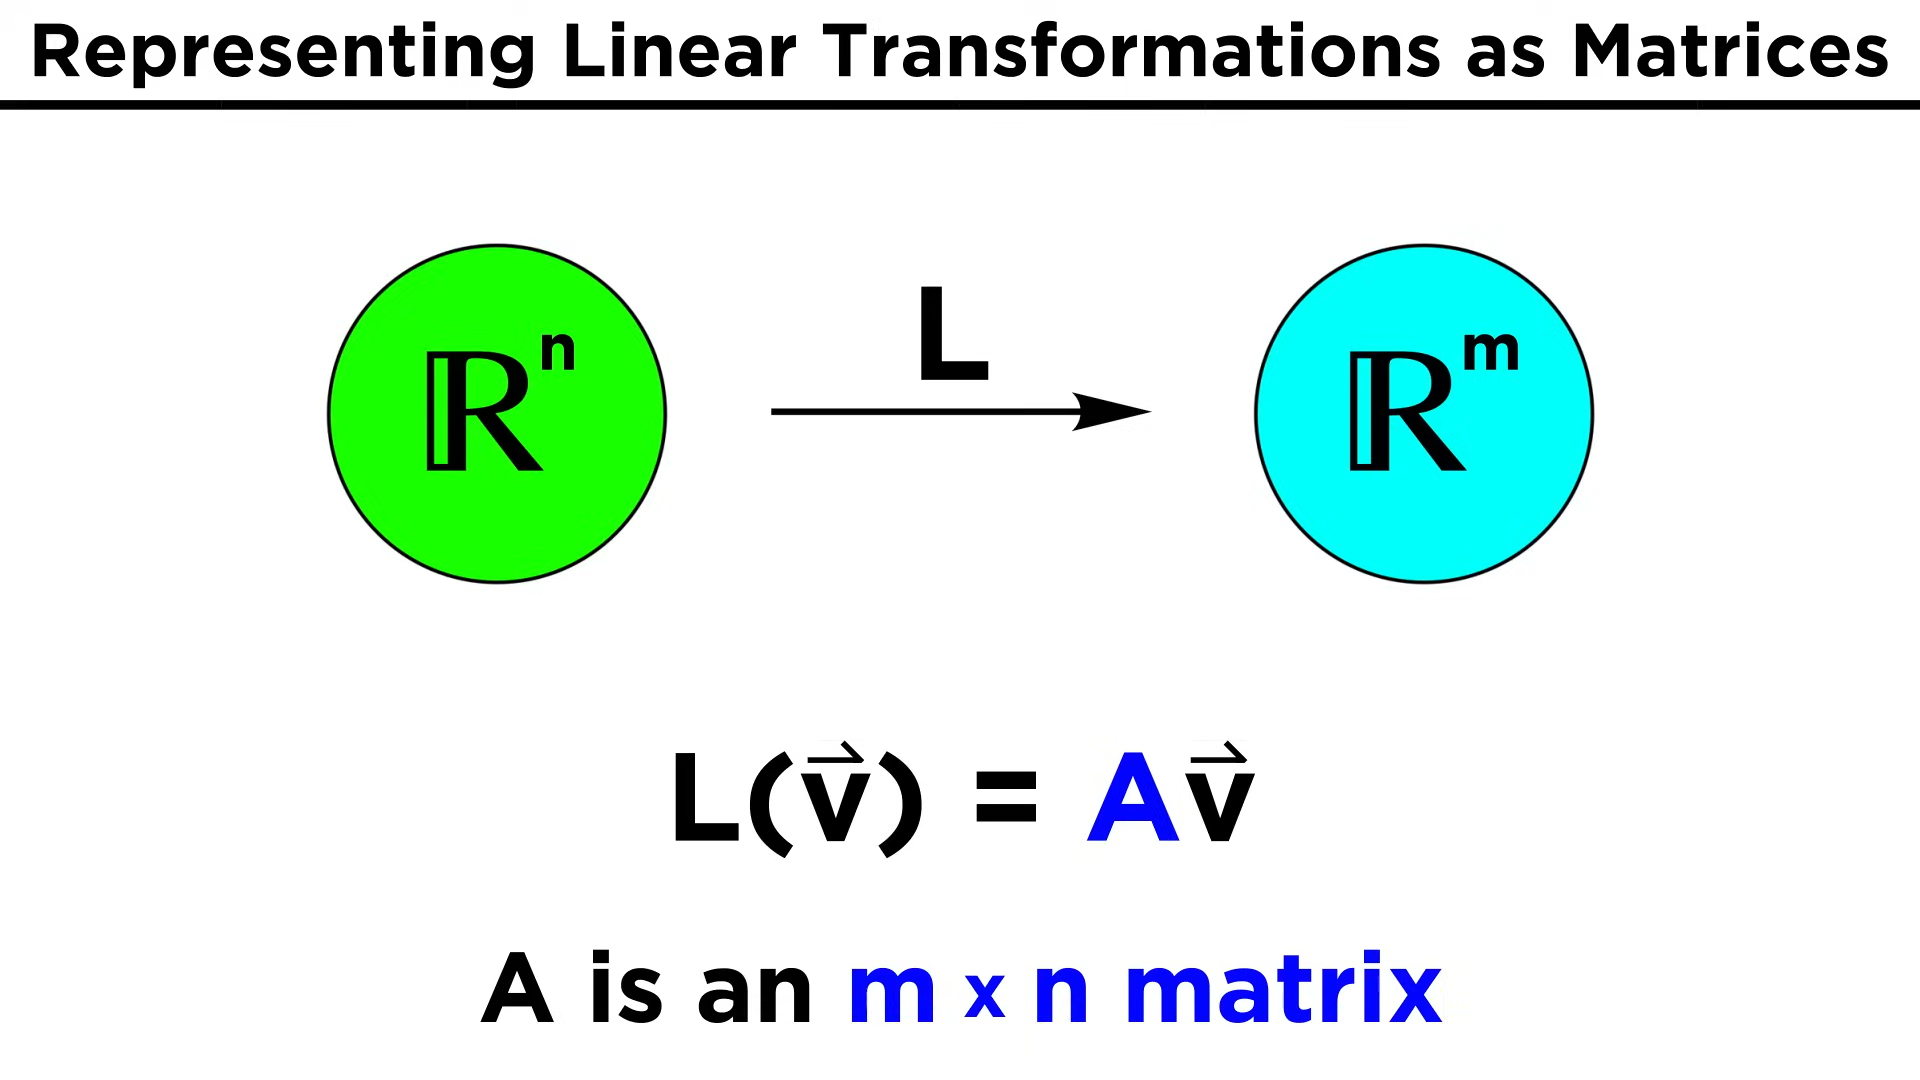 Representing Linear Transformations as Matrices
L
ℝⁿ ℝᵐ
L(v⃗) = Av⃗
A is an m x n matrix